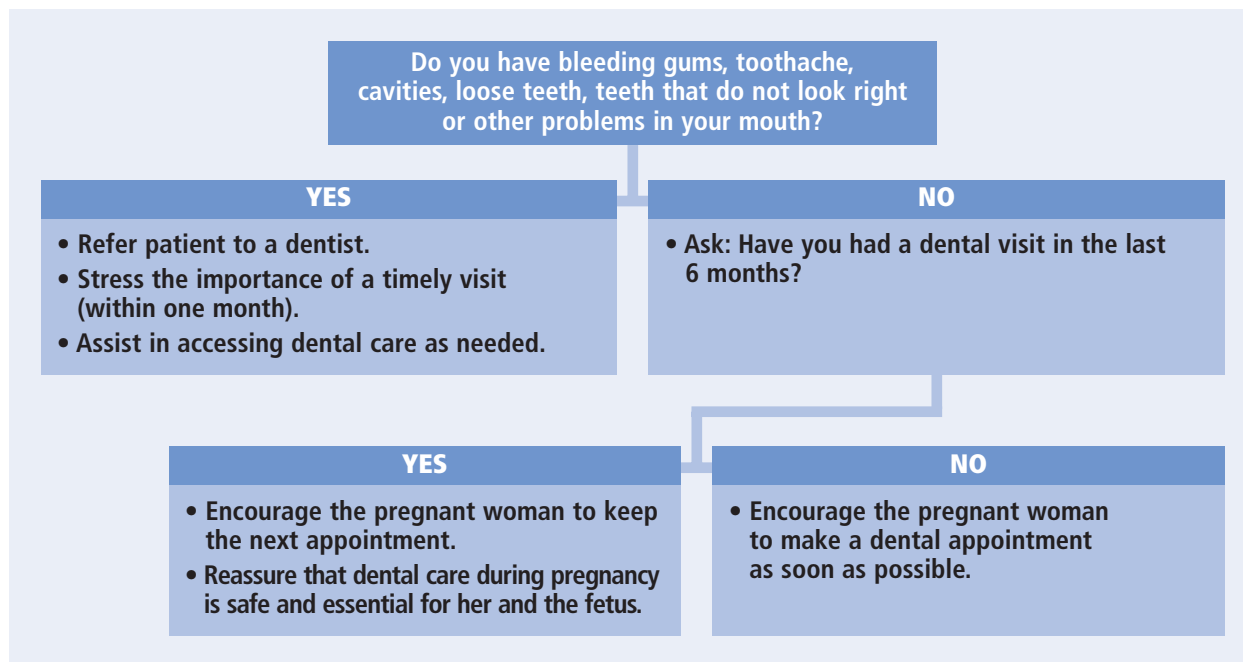 Do you have bleeding gums, toothache,
cavities, loose teeth, teeth that do not look right
or other problems in your mouth?
YES
• Refer patient to a dentist.
• Stress the importance of a timely visit
(within one month).
• Assist in accessing dental care as needed.
NO
• Ask: Have you had a dental visit in the last
6 months?
YES
• Encourage the pregnant woman to keep
the next appointment.
• Reassure that dental care during pregnancy
is safe and essential for her and the fetus.
NO
• Encourage the pregnant woman
to make a dental appointment
as soon as possible.